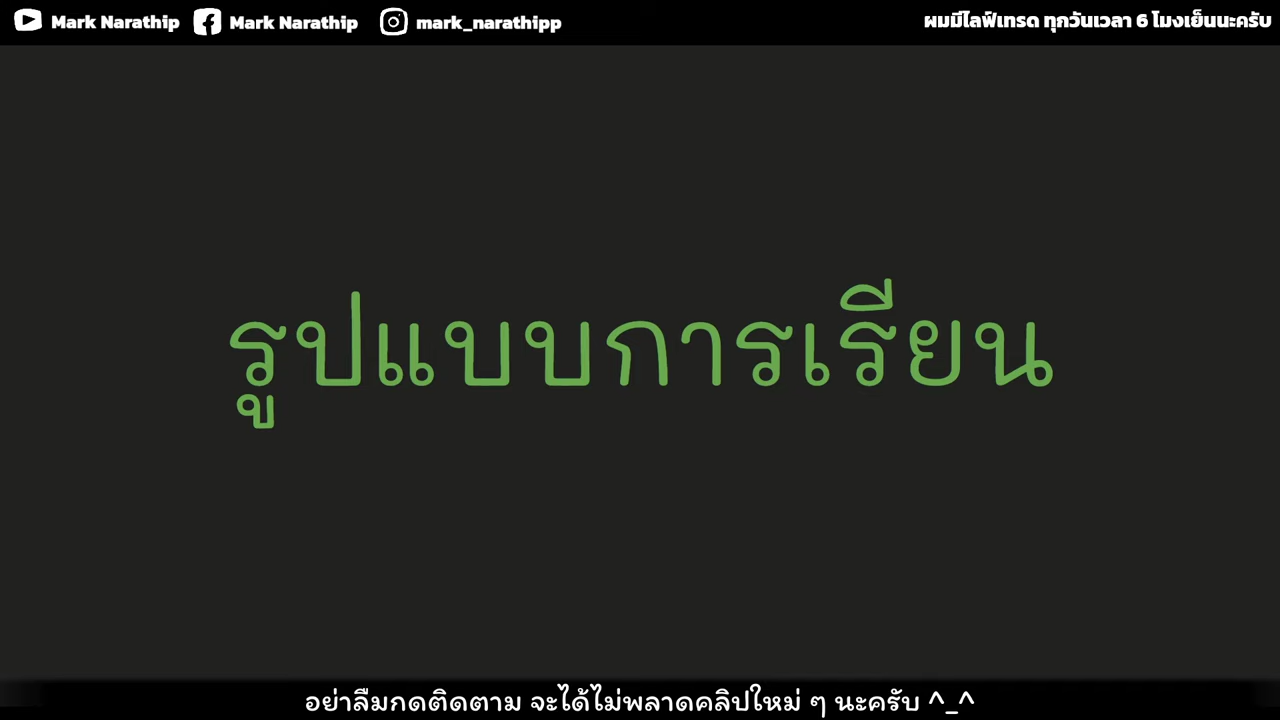 Mark Narathip Mark Narathip mark_narathipp ผมมีไลฟ์เทรด ทุกวันเวลา 6 โมงเย็นนะครับ
รูปแบบการเรียน
อย่าลืมกดติดตาม จะได้ไม่พลาดคลิปใหม่ ๆ นะครับ ^_^